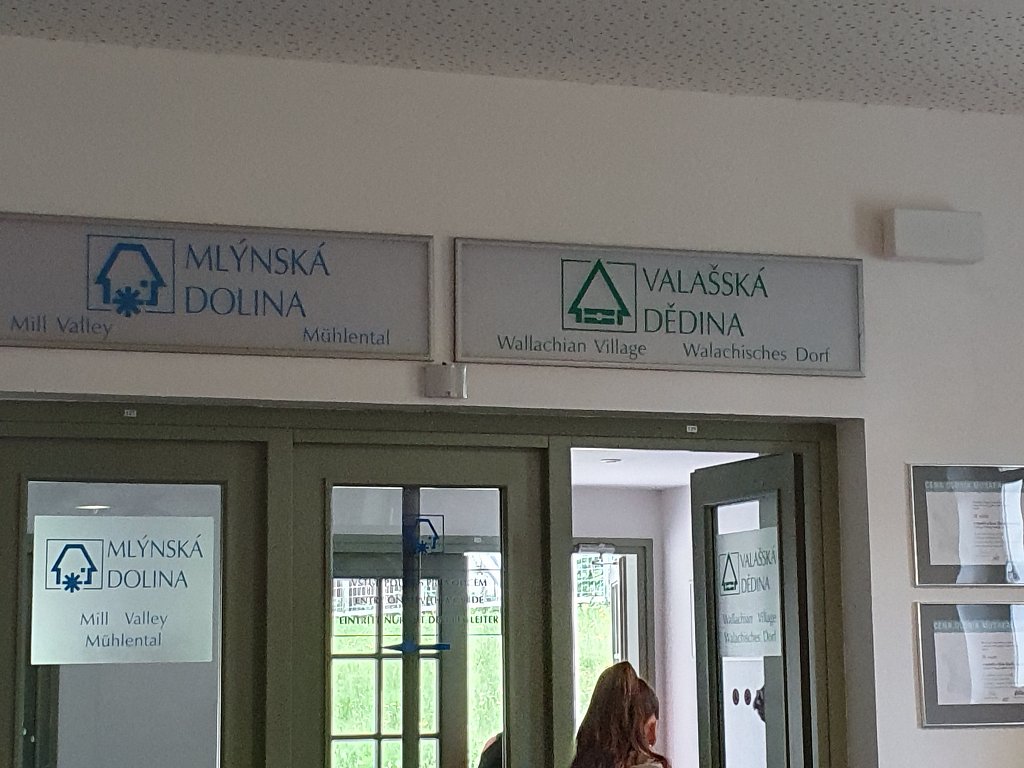 MLÝNSKÁ
DOLINA
Mill Valley
Mühlental
VALAŠSKÁ
DĚDINA
Wallachian Village
Walachisches Dorf
MLÝNSKÁ
DOLINA
Mill Valley
Mühlental
VALAŠSKÁ
DĚDINA
Wallachian Village
Walachisches Dorf